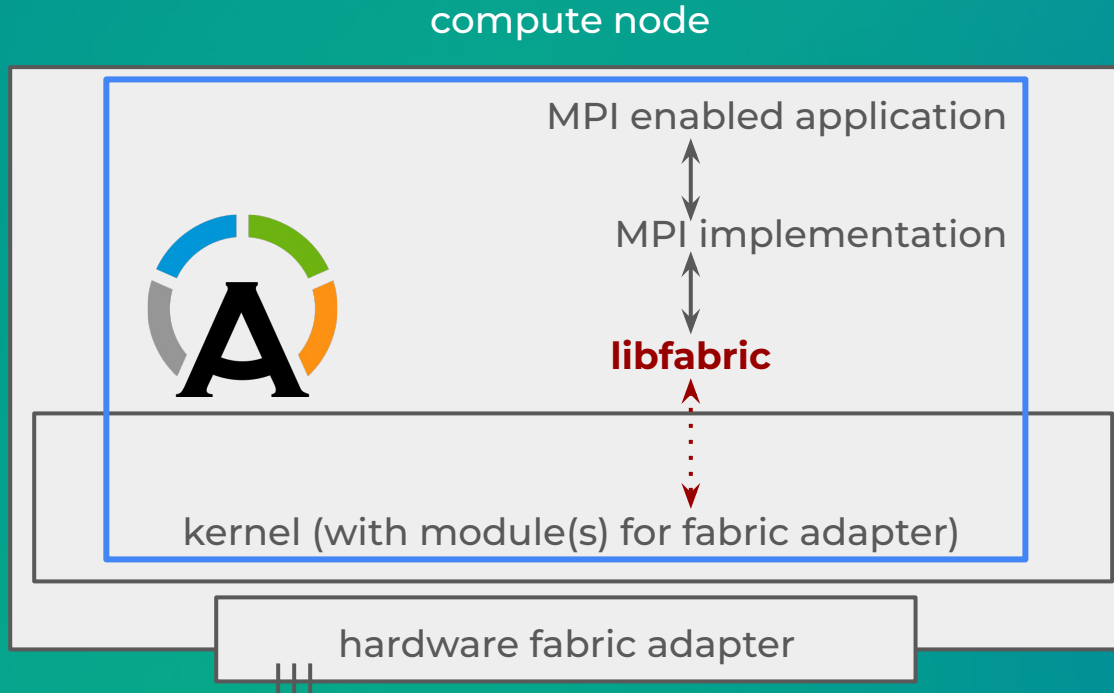 compute node
MPI enabled application
MPI implementation
libfabric
kernel (with module(s) for fabric adapter)
hardware fabric adapter
A